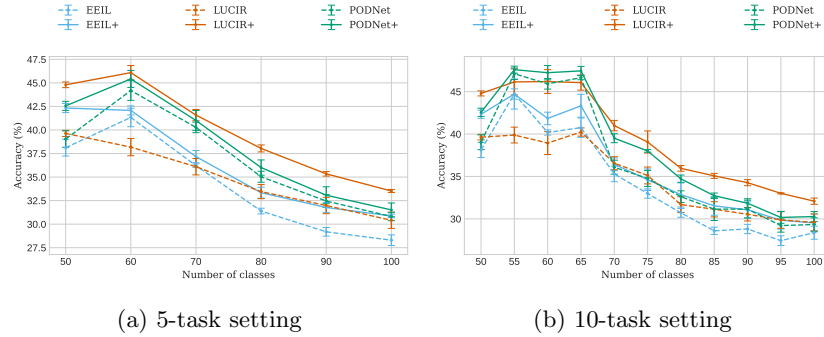 EEIL LUCIR PODNet
EEIL+ LUCIR+ PODNet+
47.5
45.0
42.5
40.0
37.5
35.0
32.5
30.0
27.5
Accuracy (%)
50 60 70 80 90 100
Number of classes
(a) 5-task setting
EEIL LUCIR PODNet
EEIL+ LUCIR+ PODNet+
45
40
35
30
Accuracy (%)
50 55 60 65 70 75 80 85 90 95 100
Number of classes
(b) 10-task setting